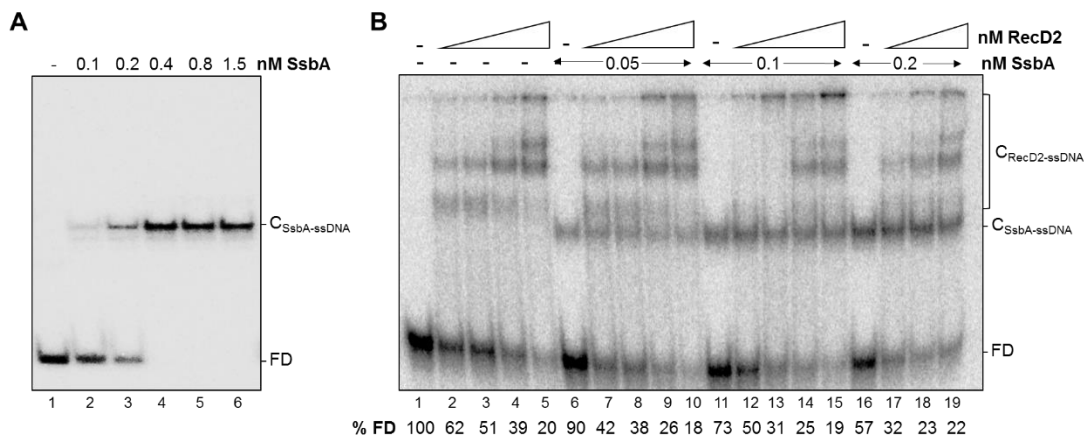 A
- 0.1 0.2 0.4 0.8 1.5 nM SsbA
C SsbA-ssDNA
FD
1 2 3 4 5 6
B
- - - - nM RecD2
- - - - 0.05 0.1 0.2 nM SsbA
C RecD2-ssDNA
C SsbA-ssDNA
FD
1 2 3 4 5 6 7 8 9 10 11 12 13 14 15 16 17 18 19
% FD 100 62 51 39 20 90 42 38 26 18 73 50 31 25 19 57 32 23 22